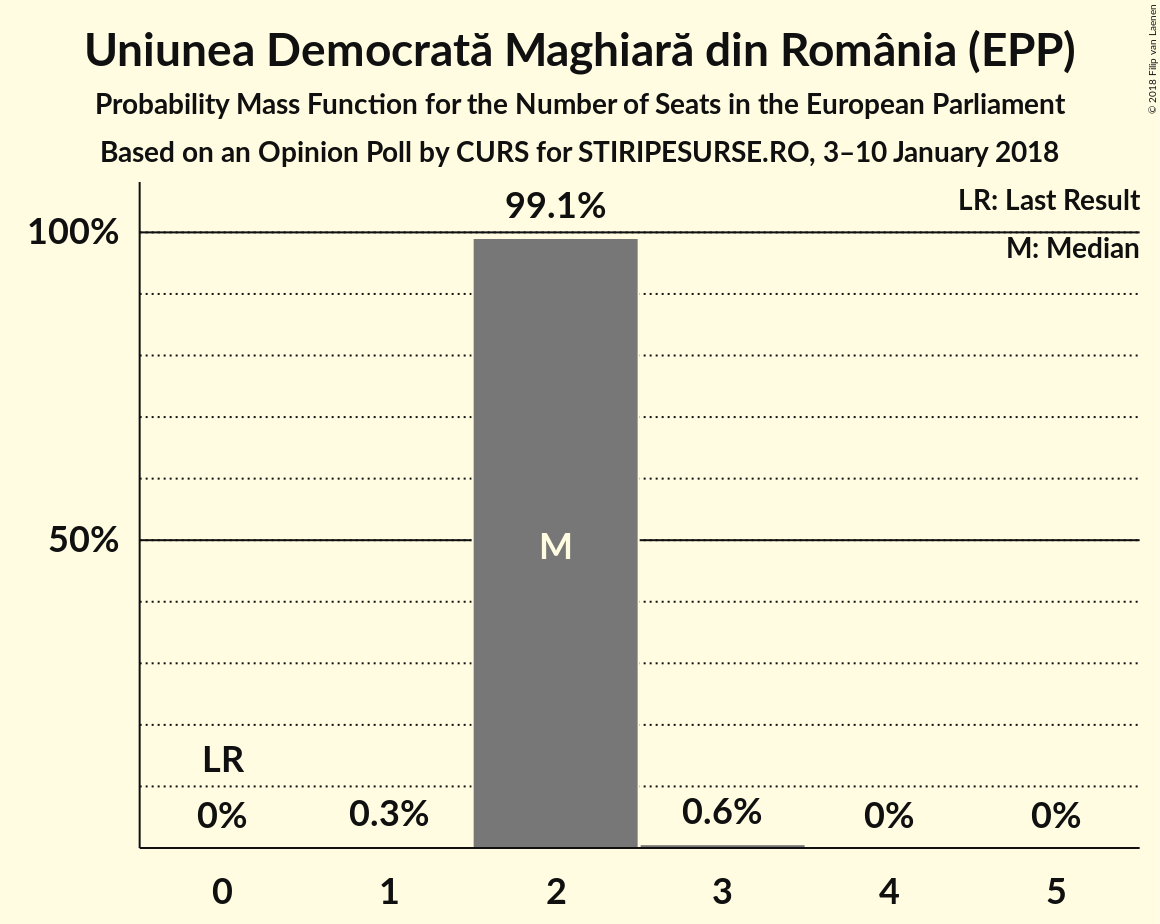 Uniunea Democrată Maghiară din România (EPP)
Probability Mass Function for the Number of Seats in the European Parliament
Based on an Opinion Poll by CURS for STIRIPESURSE.RO, 3–10 January 2018
© 2018 Filip van Laenen
LR: Last Result
M: Median
99.1%
100%
50%
M
LR
0%
0.3%
0.6%
0%
0%
0 1 2 3 4 5